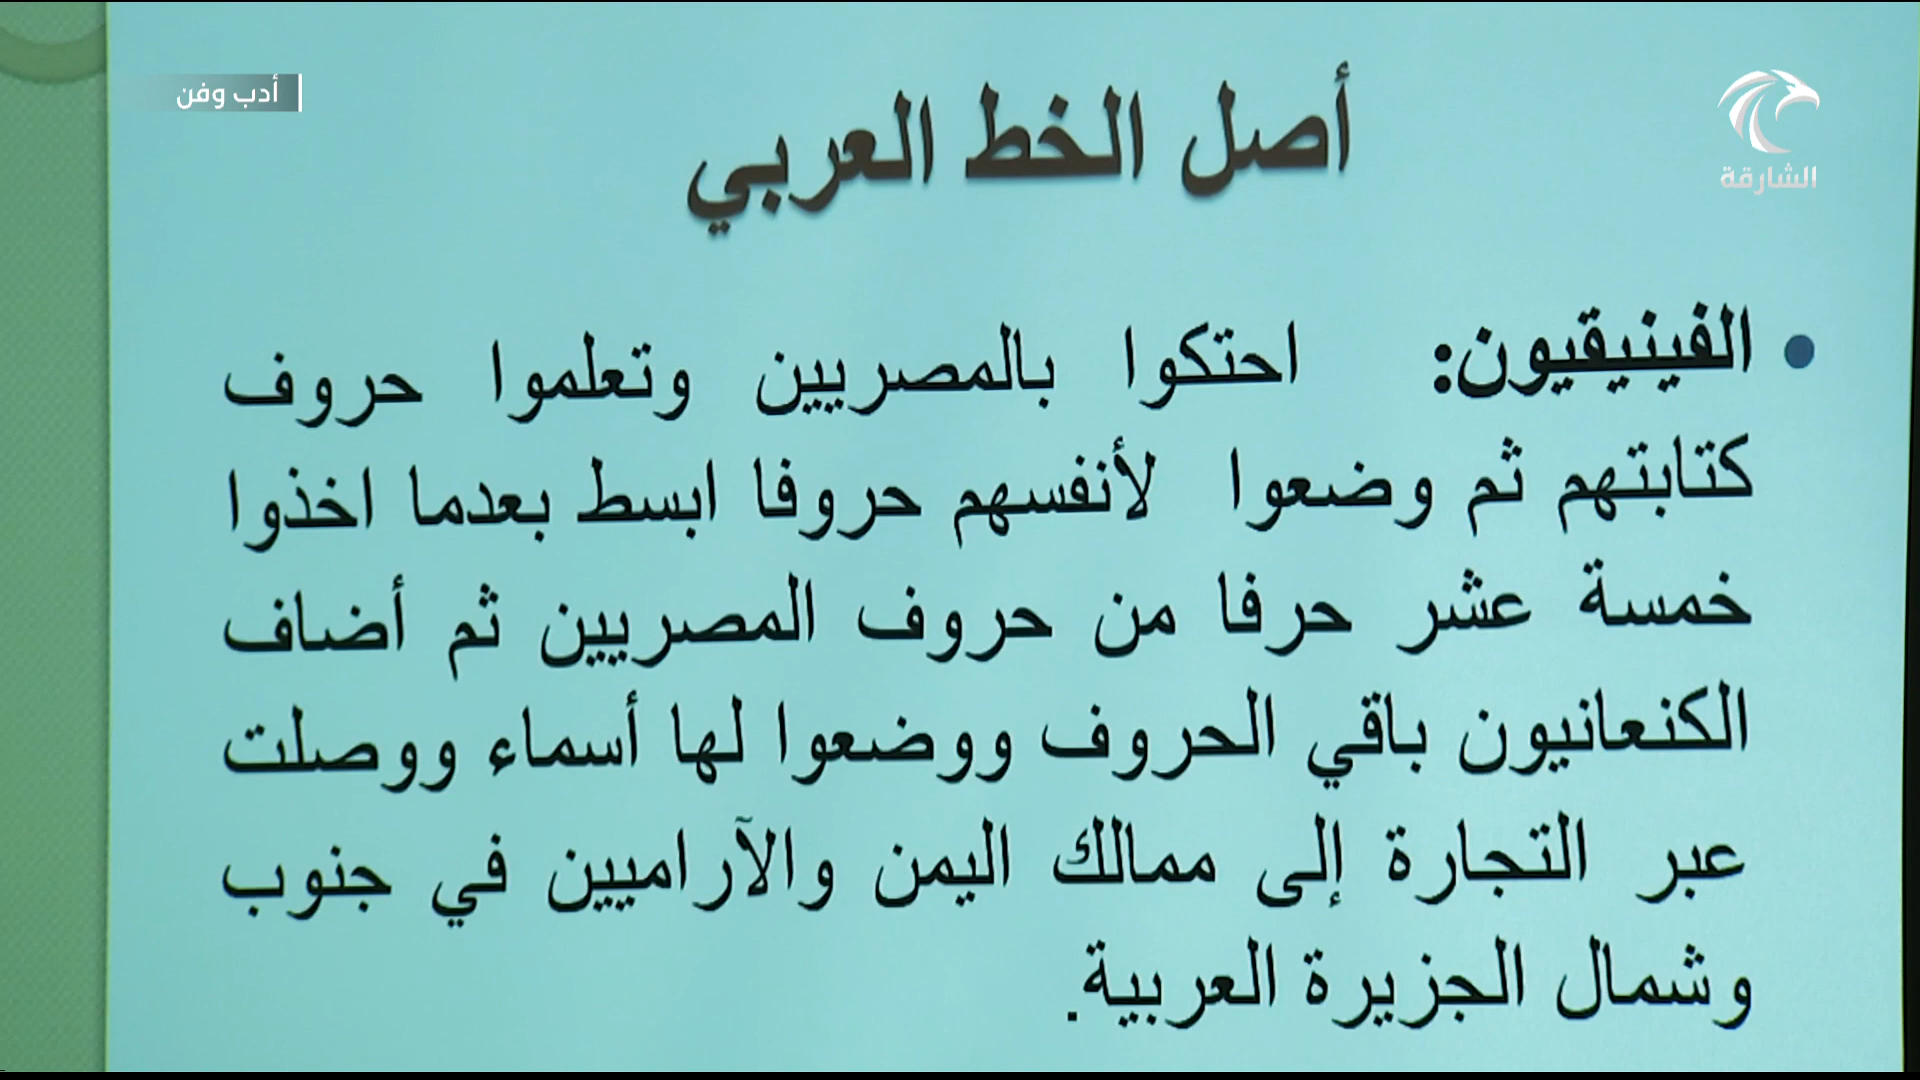 أدب وفن
الشارقة
أصل الخط العربي
• الفينيقيون: احتكوا بالمصريين وتعلموا حروف
كتابتهم ثم وضعوا لأنفسهم حروفا ابسط بعدما اخذوا
خمسة عشر حرفا من حروف المصريين ثم أضاف
الكنعانيون باقي الحروف ووضعوا لها أسماء ووصلت
عبر التجارة إلى ممالك اليمن والآراميين في جنوب
وشمال الجزيرة العربية.